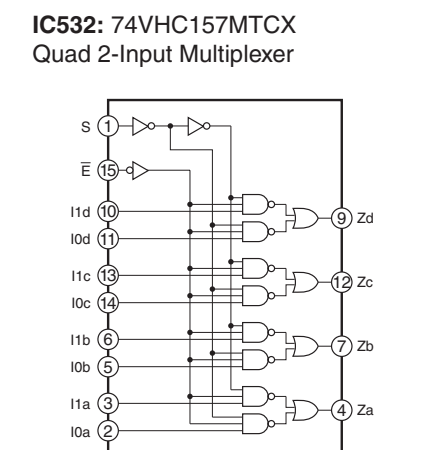 IC532: 74VHC157MTCX
Quad 2-Input Multiplexer
S 1
E̅ 15
I1d 10
9 Zd
I0d 11
I1c 13
12 Zc
I0c 14
I1b 6
7 Zb
I0b 5
I1a 3
4 Za
I0a 2